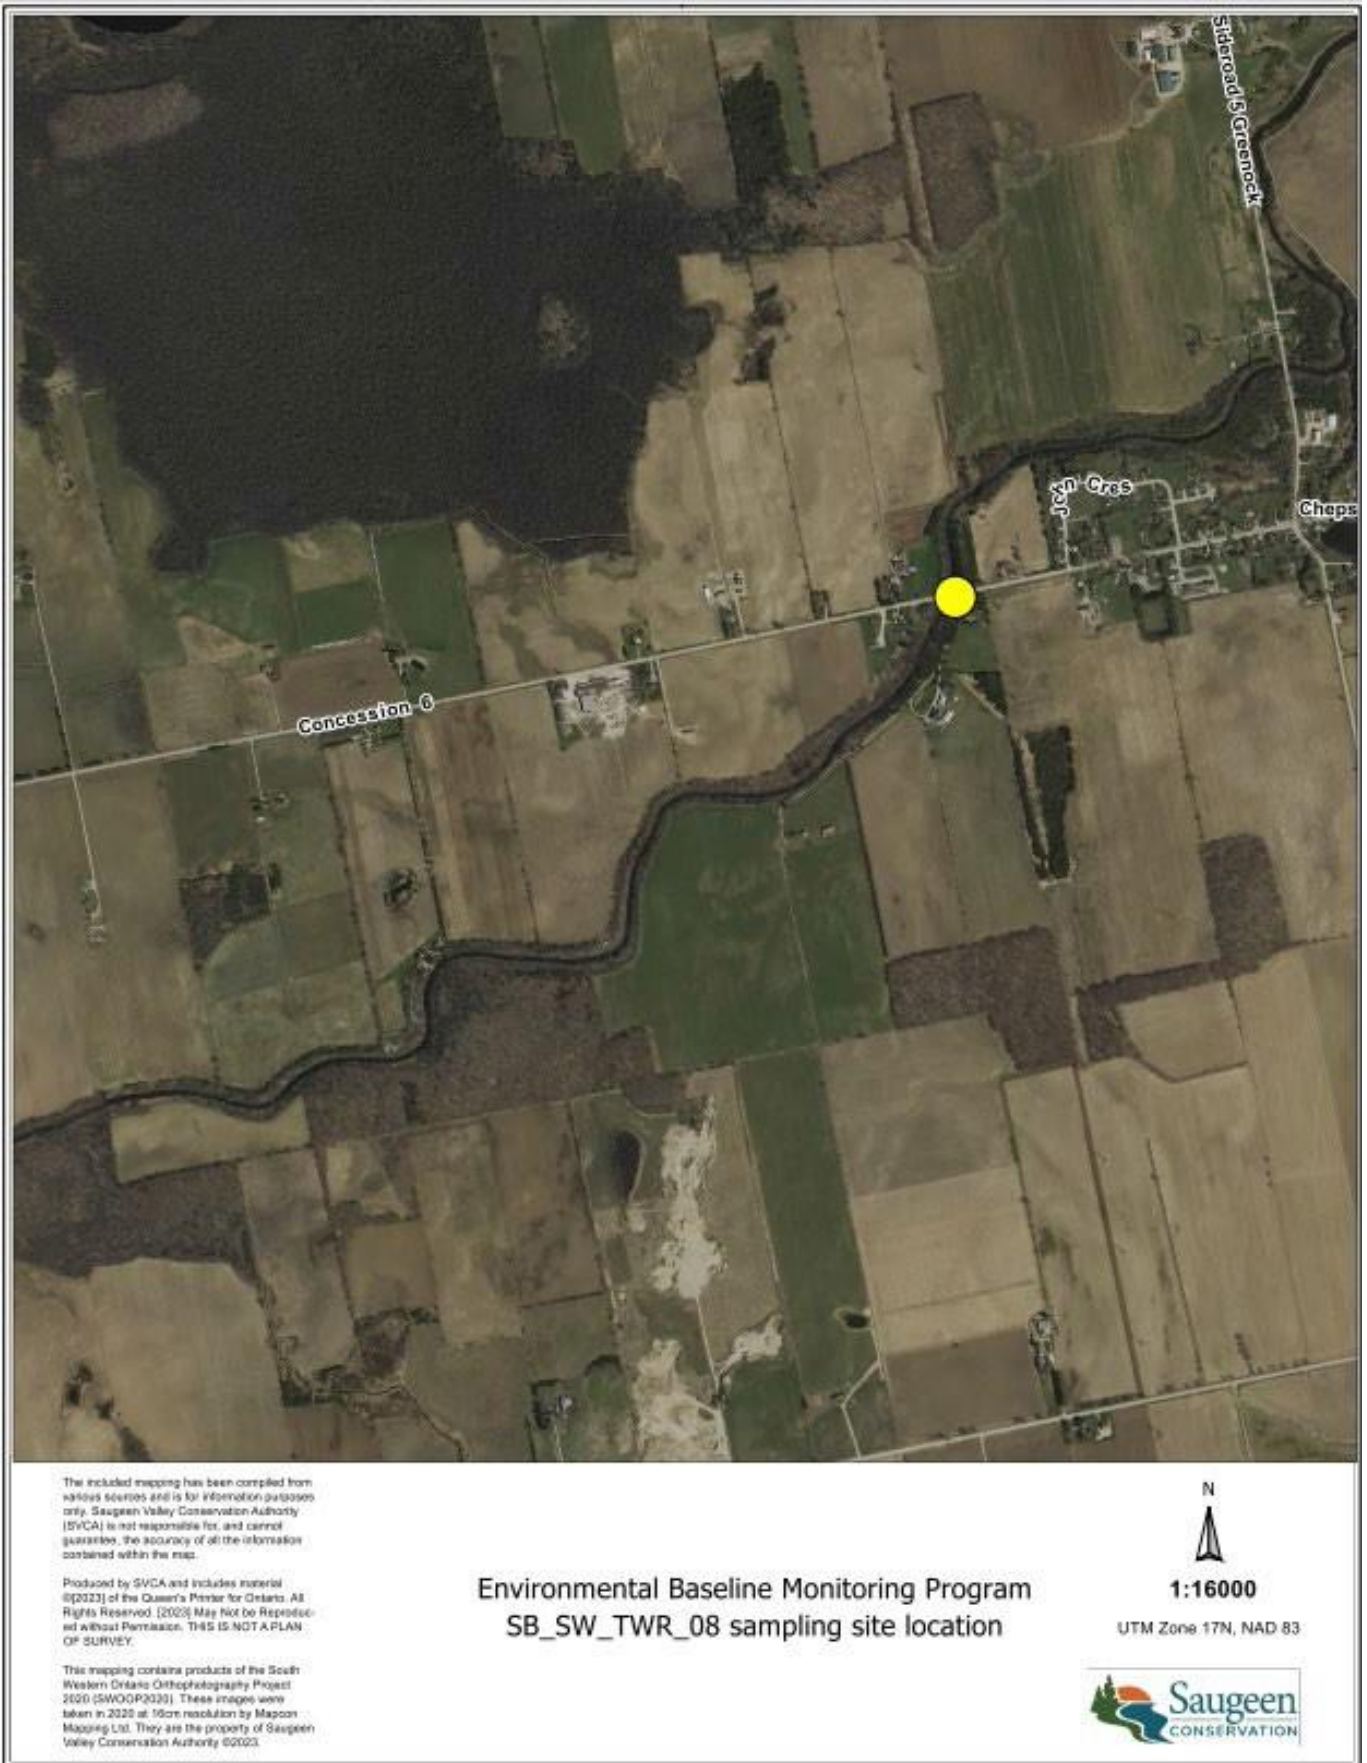 Sideroad 5 Greenock
John Cres
Cheps
Concession 6
The included mapping has been compiled from
various sources and is for information purposes
only. Saugeen Valley Conservation Authority
(SVCA) is not responsible for, and cannot
guarantee, the accuracy of all the information
contained within the map.
Produced by SVCA and includes material
©[2023] of the Queen's Printer for Ontario. All
Rights Reserved. [2023] May Not be Reproduc-
ed without Permission. THIS IS NOT A PLAN
OF SURVEY.
This mapping contains products of the South
Western Ontario Orthophotography Project
2020 (SWOOP2020). These images were
taken in 2020 at 16cm resolution by Mapcon
Mapping Ltd. They are the property of Saugeen
Valley Conservation Authority ©2023.
Environmental Baseline Monitoring Program
SB_SW_TWR_08 sampling site location
N
1:16000
UTM Zone 17N, NAD 83
Saugeen
CONSERVATION